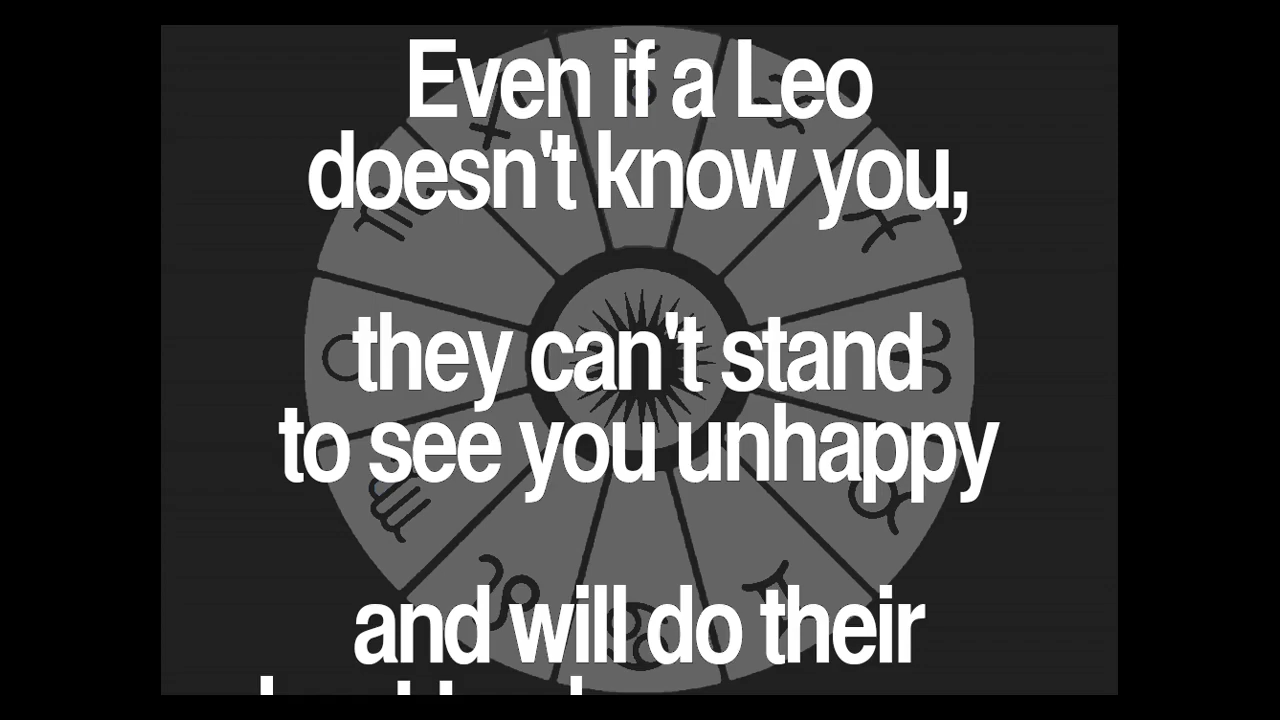 Even if a Leo
doesn't know you,
they can't stand
to see you unhappy
and will do their